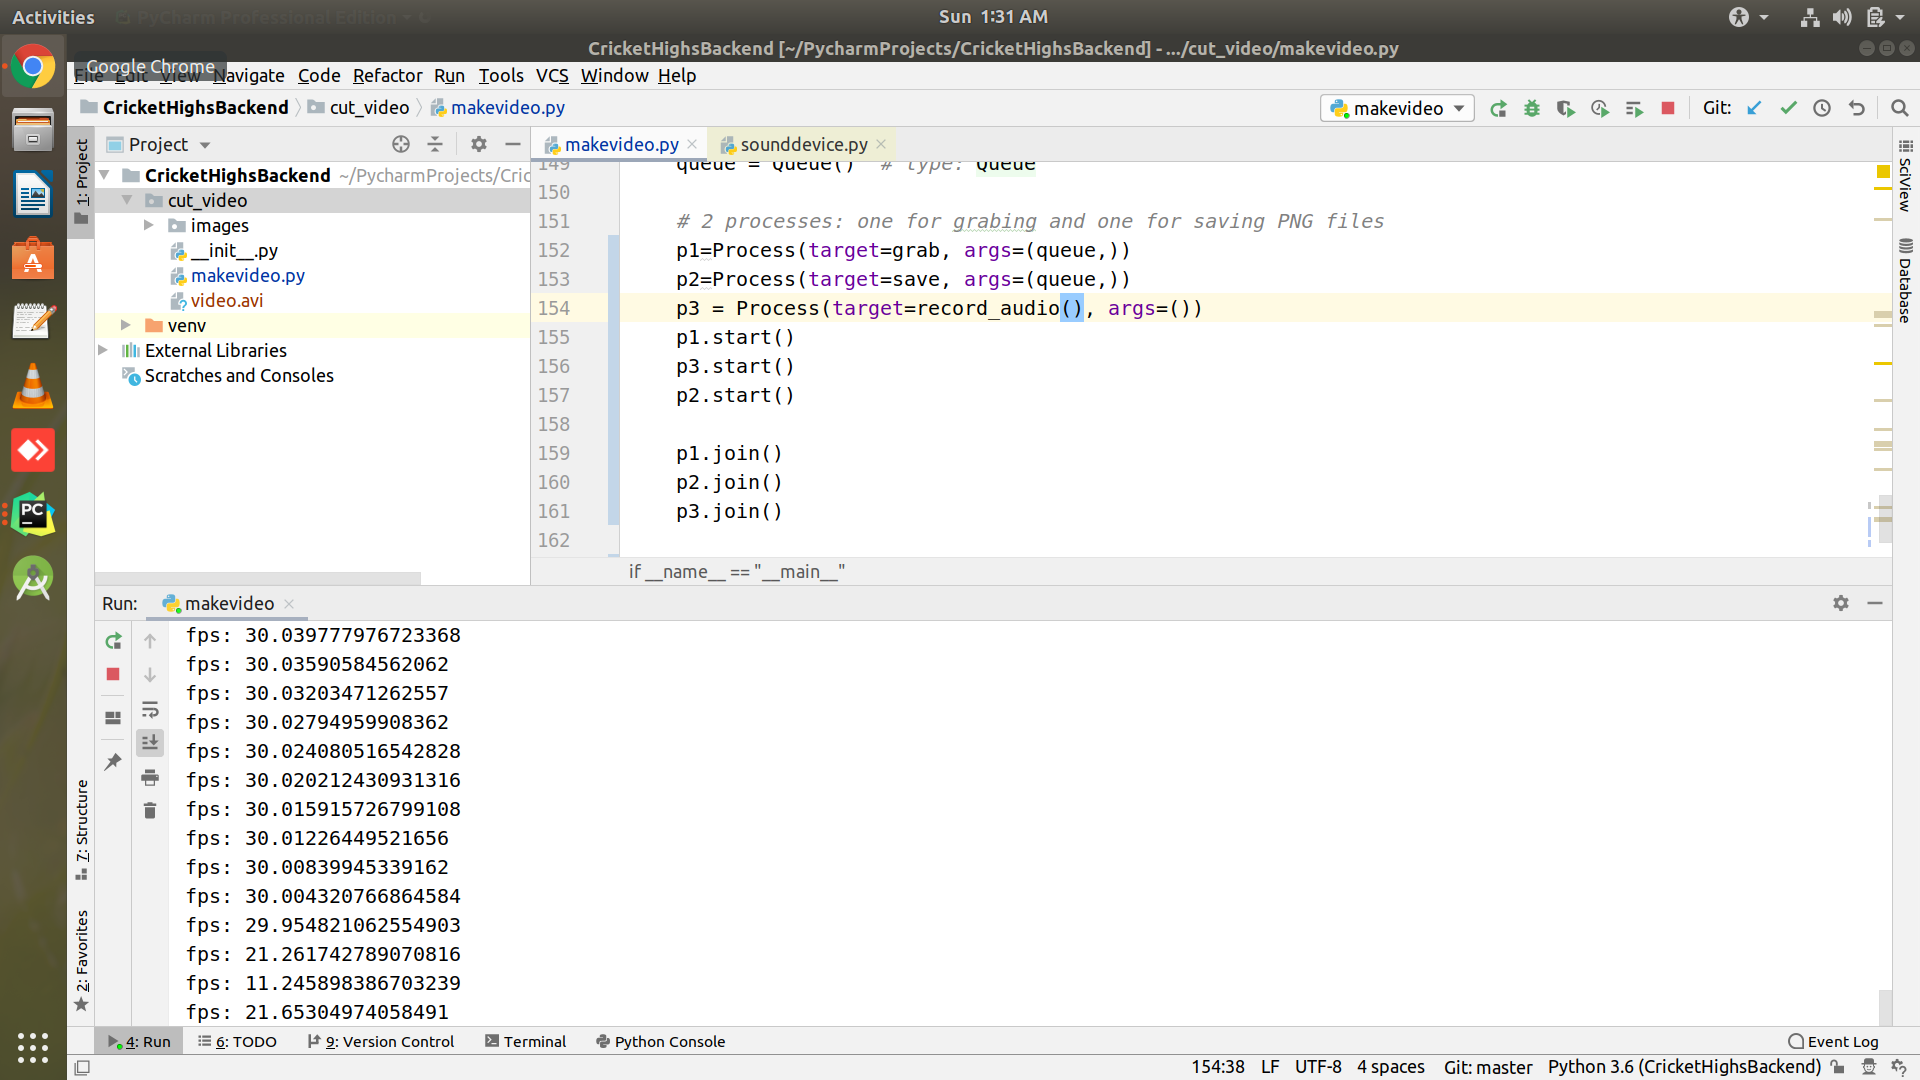 Activities
PyCharm Professional Edition
Sun 1:31 AM
CricketHighsBackend [~/PycharmProjects/CricketHighsBackend] - .../cut_video/makevideo.py
Google Chrome
File Edit View Navigate Code Refactor Run Tools VCS Window Help
CricketHighsBackend cut_video makevideo.py
makevideo
Git:
1: Project
Project
CricketHighsBackend ~/PycharmProjects/Cric
cut_video
images
__init__.py
makevideo.py
video.avi
venv
External Libraries
Scratches and Consoles
makevideo.py
sounddevice.py
149 queue = Queue() # type: Queue
150
151 # 2 processes: one for grabing and one for saving PNG files
152 p1=Process(target=grab, args=(queue,))
153 p2=Process(target=save, args=(queue,))
154 p3 = Process(target=record_audio(), args=())
155 p1.start()
156 p3.start()
157 p2.start()
158
159 p1.join()
160 p2.join()
161 p3.join()
162
if __name__ == "__main__"
SciView
Database
Run: makevideo
fps: 30.039777976723368
fps: 30.03590584562062
fps: 30.03203471262557
fps: 30.02794959908362
fps: 30.024080516542828
fps: 30.020212430931316
fps: 30.015915726799108
fps: 30.01226449521656
fps: 30.00839945339162
fps: 30.004320766864584
fps: 29.954821062554903
fps: 21.261742789070816
fps: 11.245898386703239
fps: 21.65304974058491
7: Structure
2: Favorites
4: Run 6: TODO 9: Version Control Terminal Python Console
Event Log
154:38 LF UTF-8 4 spaces Git: master Python 3.6 (CricketHighsBackend)
PC